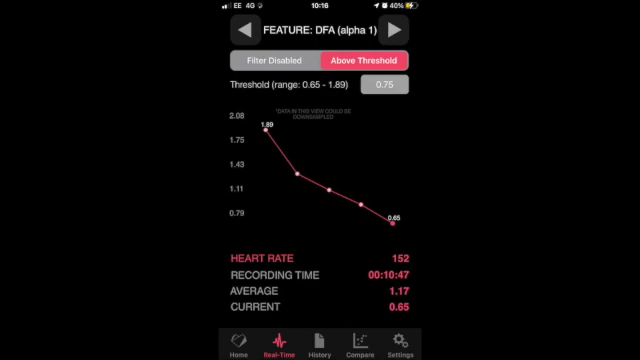 EE 4G 10:16 40%
FEATURE: DFA (alpha 1)
Filter Disabled Above Threshold
Threshold (range: 0.65 - 1.89) 0.75
*DATA IN THIS VIEW COULD BE
DOWNSAMPLED
2.08
1.89
1.75
1.43
1.11
0.79
0.65
HEART RATE 152
RECORDING TIME 00:10:47
AVERAGE 1.17
CURRENT 0.65
Home Real-Time History Compare Settings